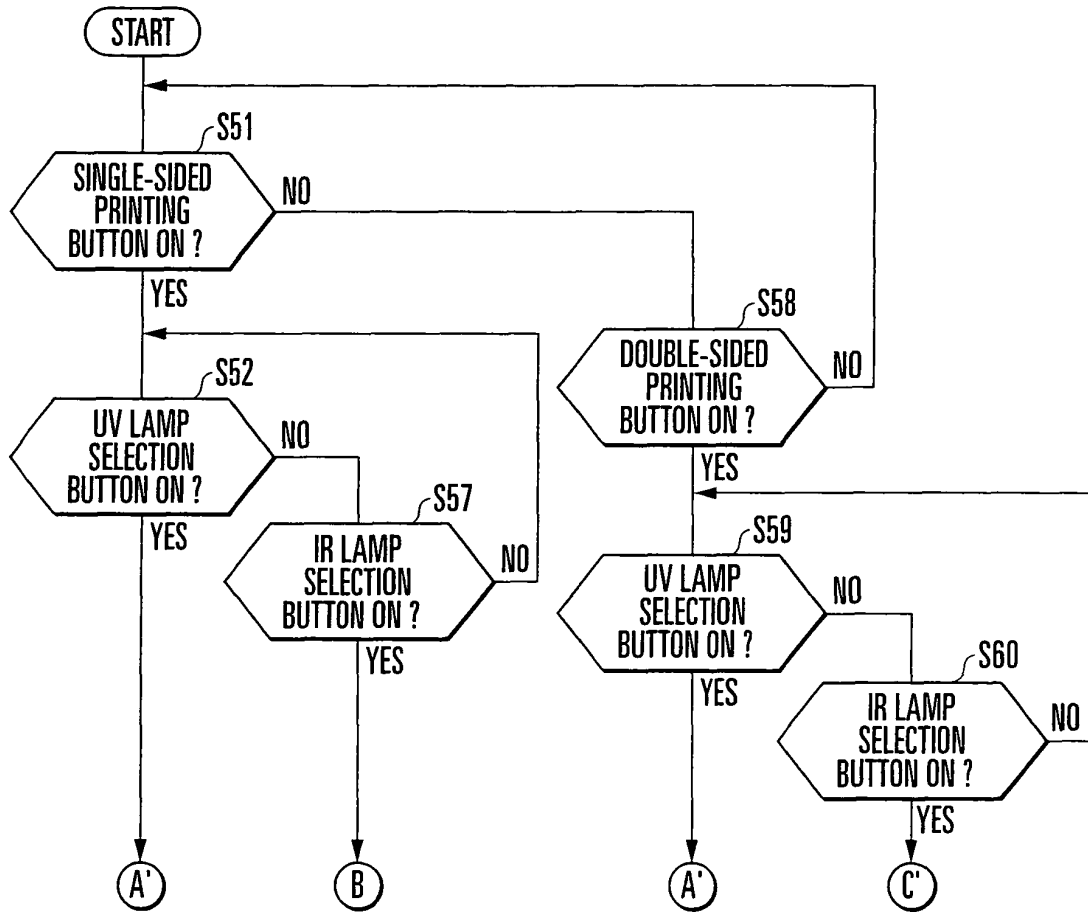 START
S51
SINGLE-SIDED
PRINTING
BUTTON ON ?
NO
YES
S58
DOUBLE-SIDED
PRINTING
BUTTON ON ?
NO
YES
S52
UV LAMP
SELECTION
BUTTON ON ?
NO
YES
S57
IR LAMP
SELECTION
BUTTON ON ?
NO
YES
S59
UV LAMP
SELECTION
BUTTON ON ?
NO
YES
S60
IR LAMP
SELECTION
BUTTON ON ?
NO
YES
A'
B
A'
C'